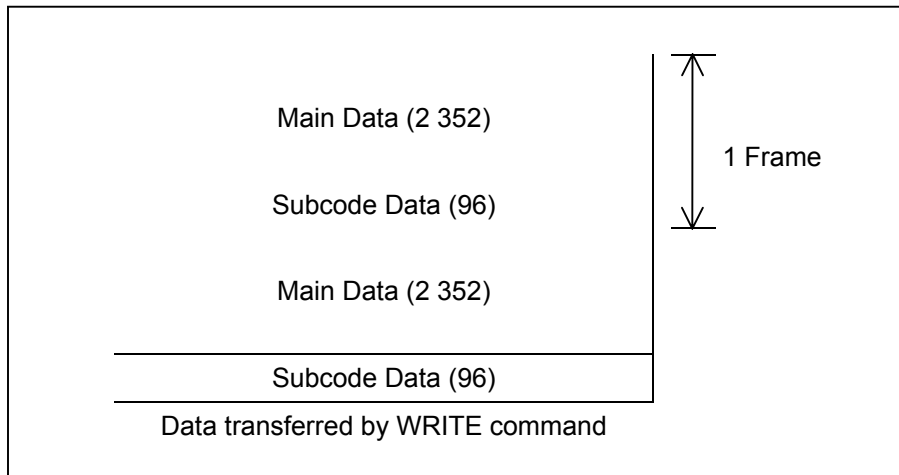 Main Data (2 352)
1 Frame
Subcode Data (96)
Main Data (2 352)
Subcode Data (96)
Data transferred by WRITE command